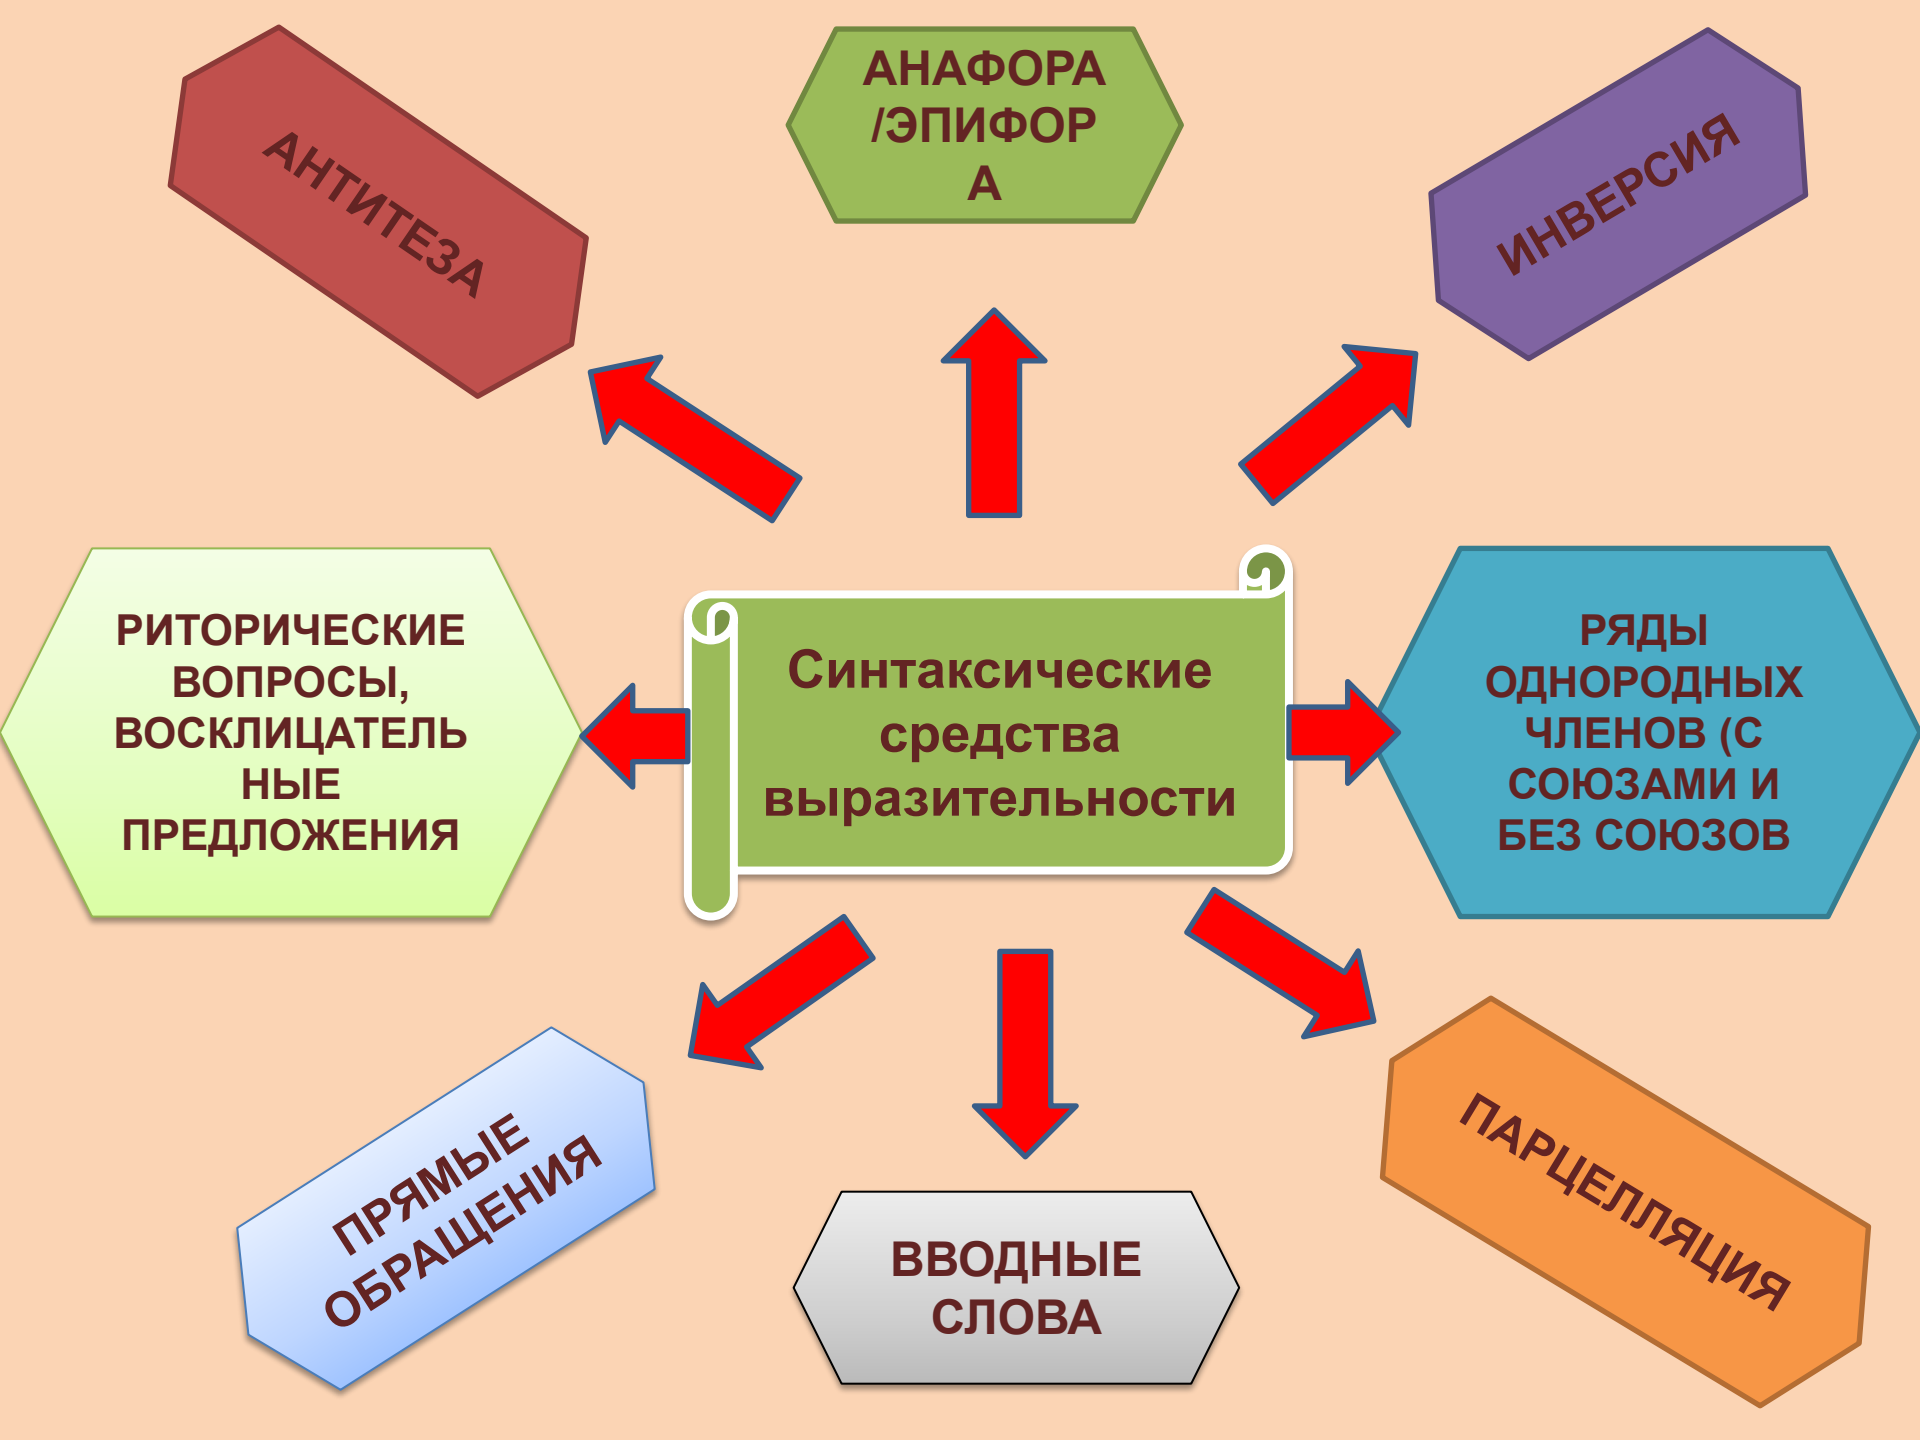 АНТИТЕЗА
АНАФОРА
/ЭПИФОР
А
ИНВЕРСИЯ
РИТОРИЧЕСКИЕ
ВОПРОСЫ,
ВОСКЛИЦАТЕЛЬ
НЫЕ
ПРЕДЛОЖЕНИЯ
Синтаксические
средства
выразительности
РЯДЫ
ОДНОРОДНЫХ
ЧЛЕНОВ (С
СОЮЗАМИ И
БЕЗ СОЮЗОВ
ПРЯМЫЕ
ОБРАЩЕНИЯ
ВВОДНЫЕ
СЛОВА
ПАРЦЕЛЛЯЦИЯ